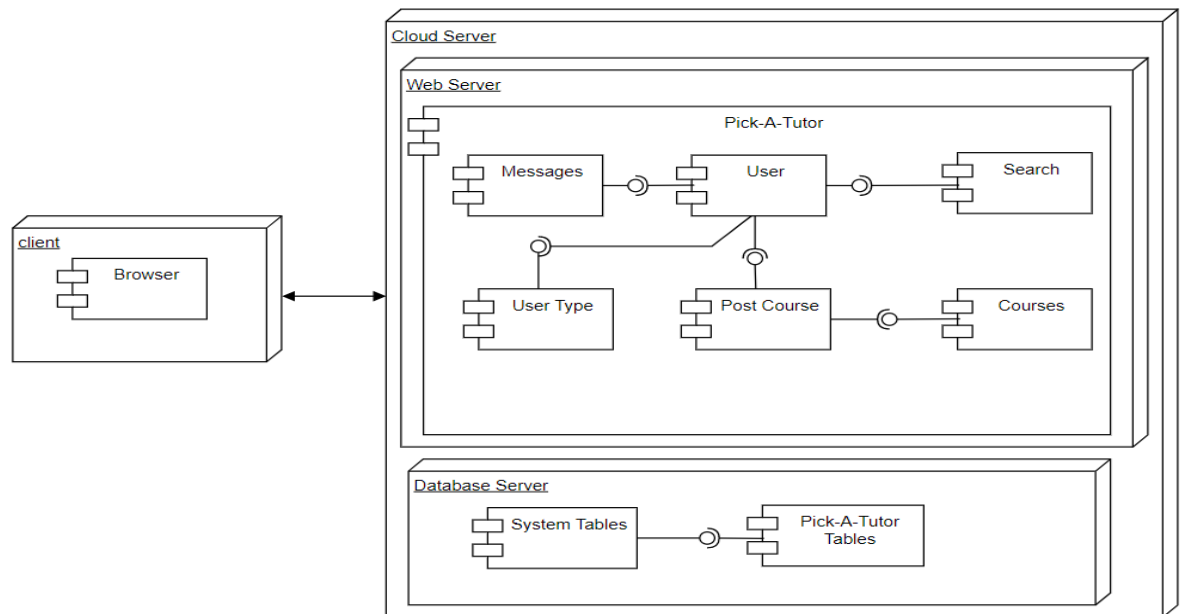 Cloud Server
Web Server
Pick-A-Tutor
Messages
User
Search
client
Browser
User Type
Post Course
Courses
Database Server
System Tables
Pick-A-Tutor
Tables